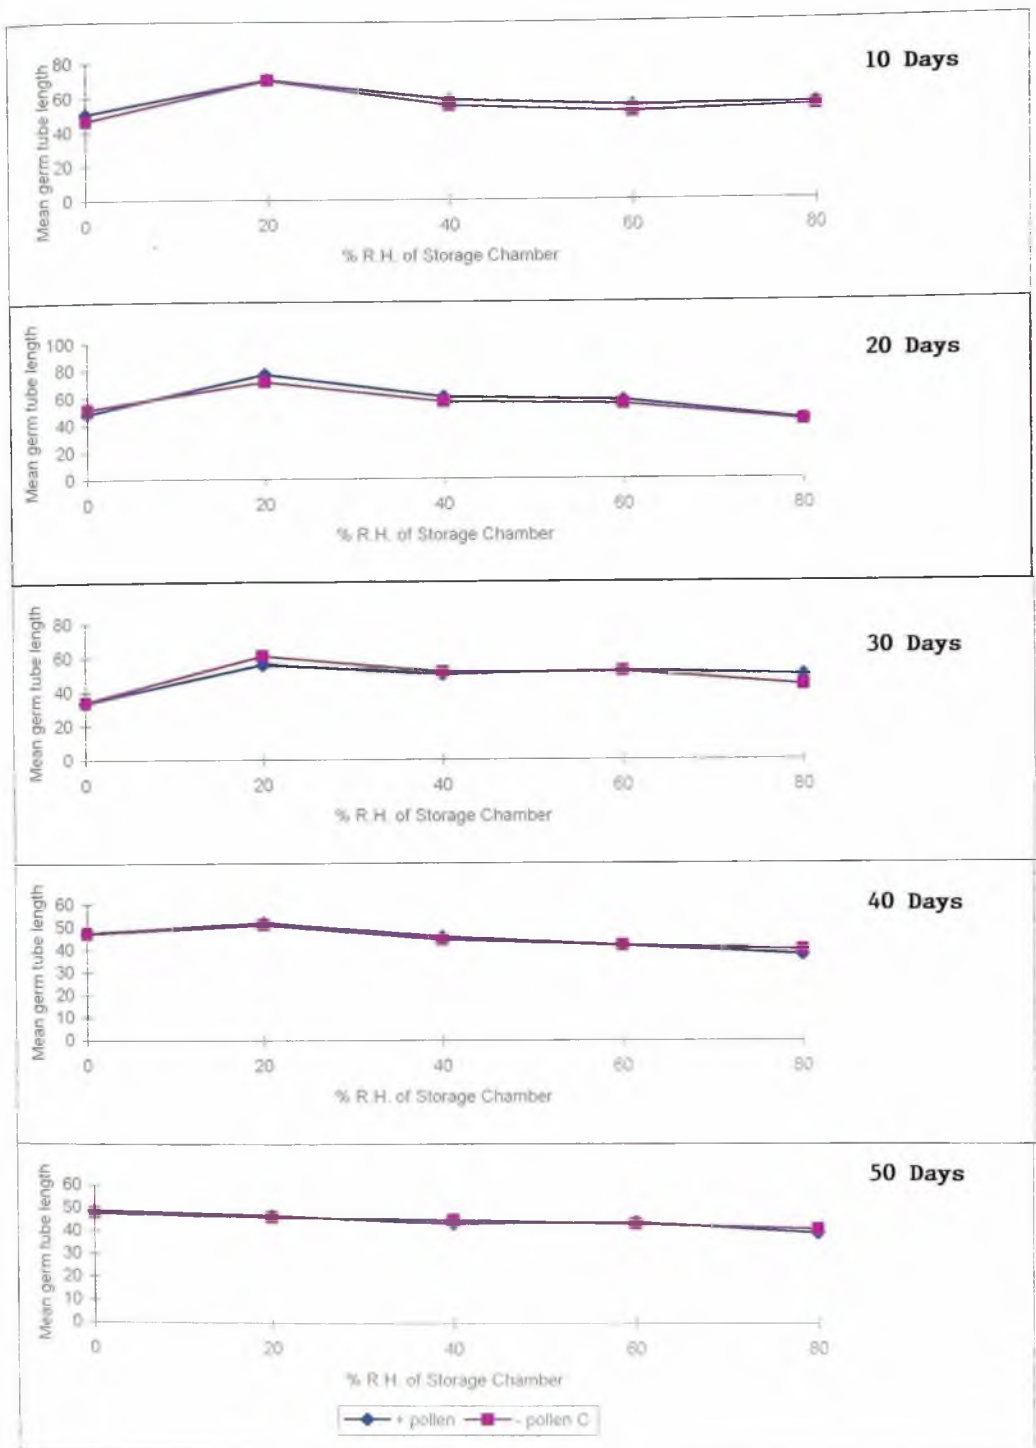 10 Days
Mean germ tube length
80
60
40
20
0
0 20 40 60 80
% R.H. of Storage Chamber
20 Days
Mean germ tube length
100
80
60
40
20
0
0 20 40 60 80
% R.H. of Storage Chamber
30 Days
Mean germ tube length
80
60
40
20
0
0 20 40 60 80
% R.H. of Storage Chamber
40 Days
Mean germ tube length
60
50
40
30
20
10
0
0 20 40 60 80
% R.H. of Storage Chamber
50 Days
Mean germ tube length
60
50
40
30
20
10
0
0 20 40 60 80
% R.H. of Storage Chamber
+ pollen - pollen C